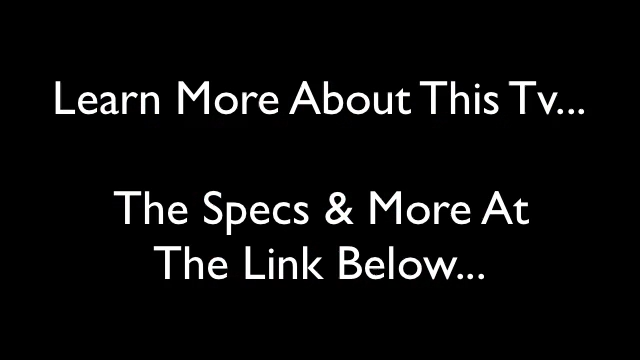 Learn More About This Tv...
The Specs & More At
The Link Below...